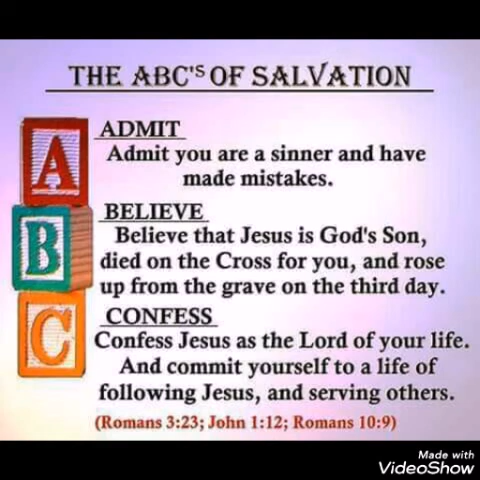 THE ABC'S OF SALVATION
A
ADMIT
Admit you are a sinner and have
made mistakes.
B
BELIEVE
Believe that Jesus is God's Son,
died on the Cross for you, and rose
up from the grave on the third day.
C
CONFESS
Confess Jesus as the Lord of your life.
And commit yourself to a life of
following Jesus, and serving others.
(Romans 3:23; John 1:12; Romans 10:9)
Made with
VideoShow